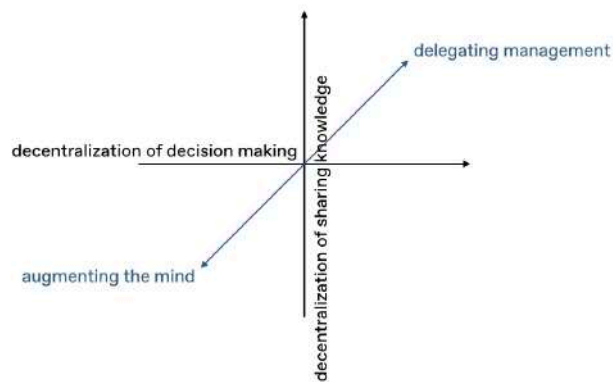 delegating management
decentralization of decision making
decentralization of sharing knowledge
augmenting the mind